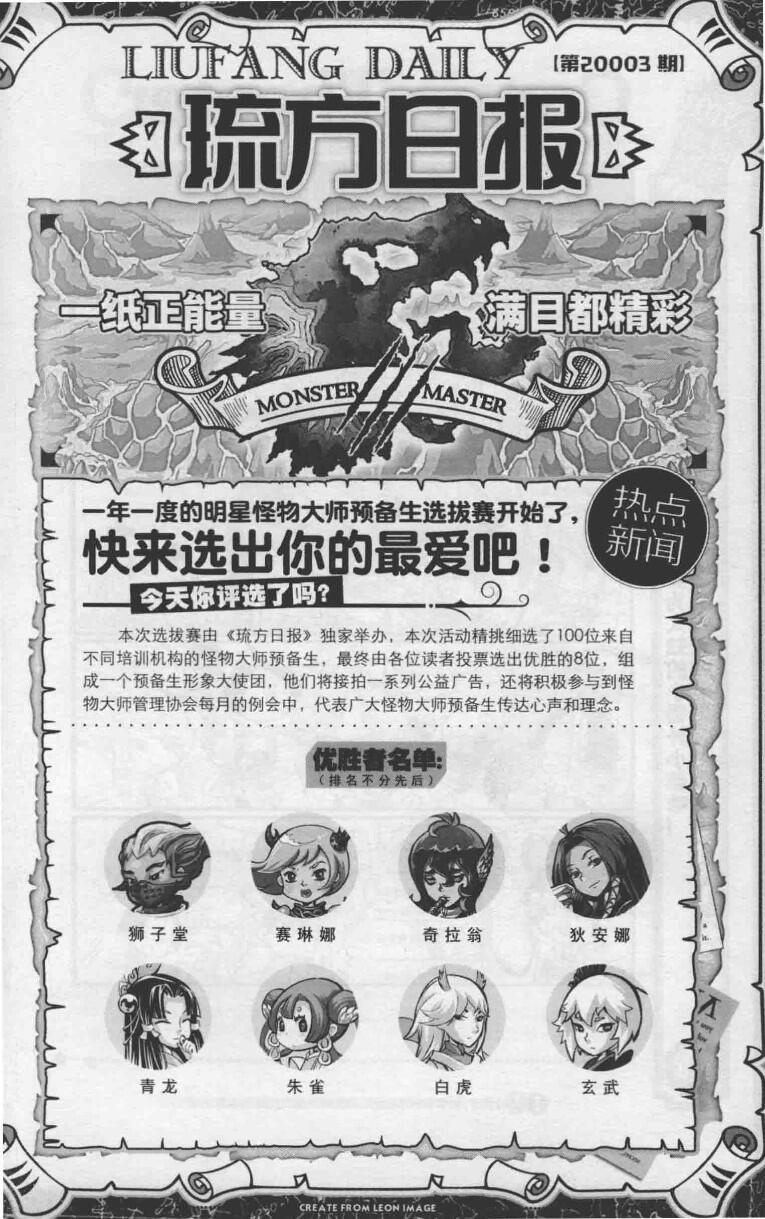 LIUFANG DAILY
【第20003 期】
琉方日报
一纸正能量
满目都精彩
MONSTER MASTER
热点
新闻
一年一度的明星怪物大师预备生选拔赛开始了，
快来选出你的最爱吧！
今天你评选了吗？
本次选拔赛由《琉方日报》独家举办，本次活动精挑细选了100位来自
不同培训机构的怪物大师预备生，最终由各位读者投票选出优胜的8位，组
成一个预备生形象大使团，他们将接拍一系列公益广告，还将积极参与到怪
物大师管理协会每月的例会中，代表广大怪物大师预备生传达心声和理念。
优胜者名单：
（排名不分先后）
狮子堂 赛琳娜 奇拉翁 狄安娜
青龙 朱雀 白虎 玄武
CREATE FROM LEON IMAGE